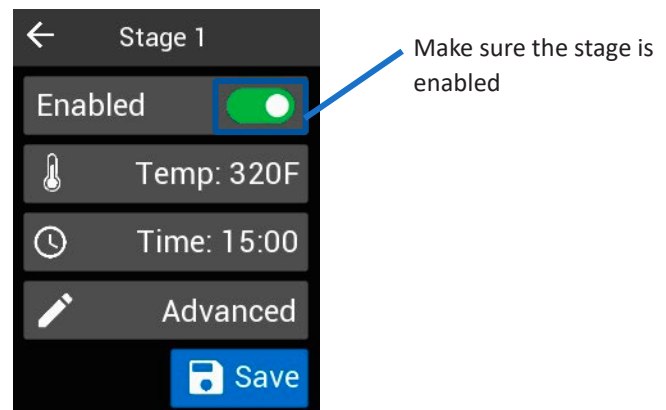 Stage 1
Enabled
Temp: 320F
Time: 15:00
Advanced
Save
Make sure the stage is
enabled